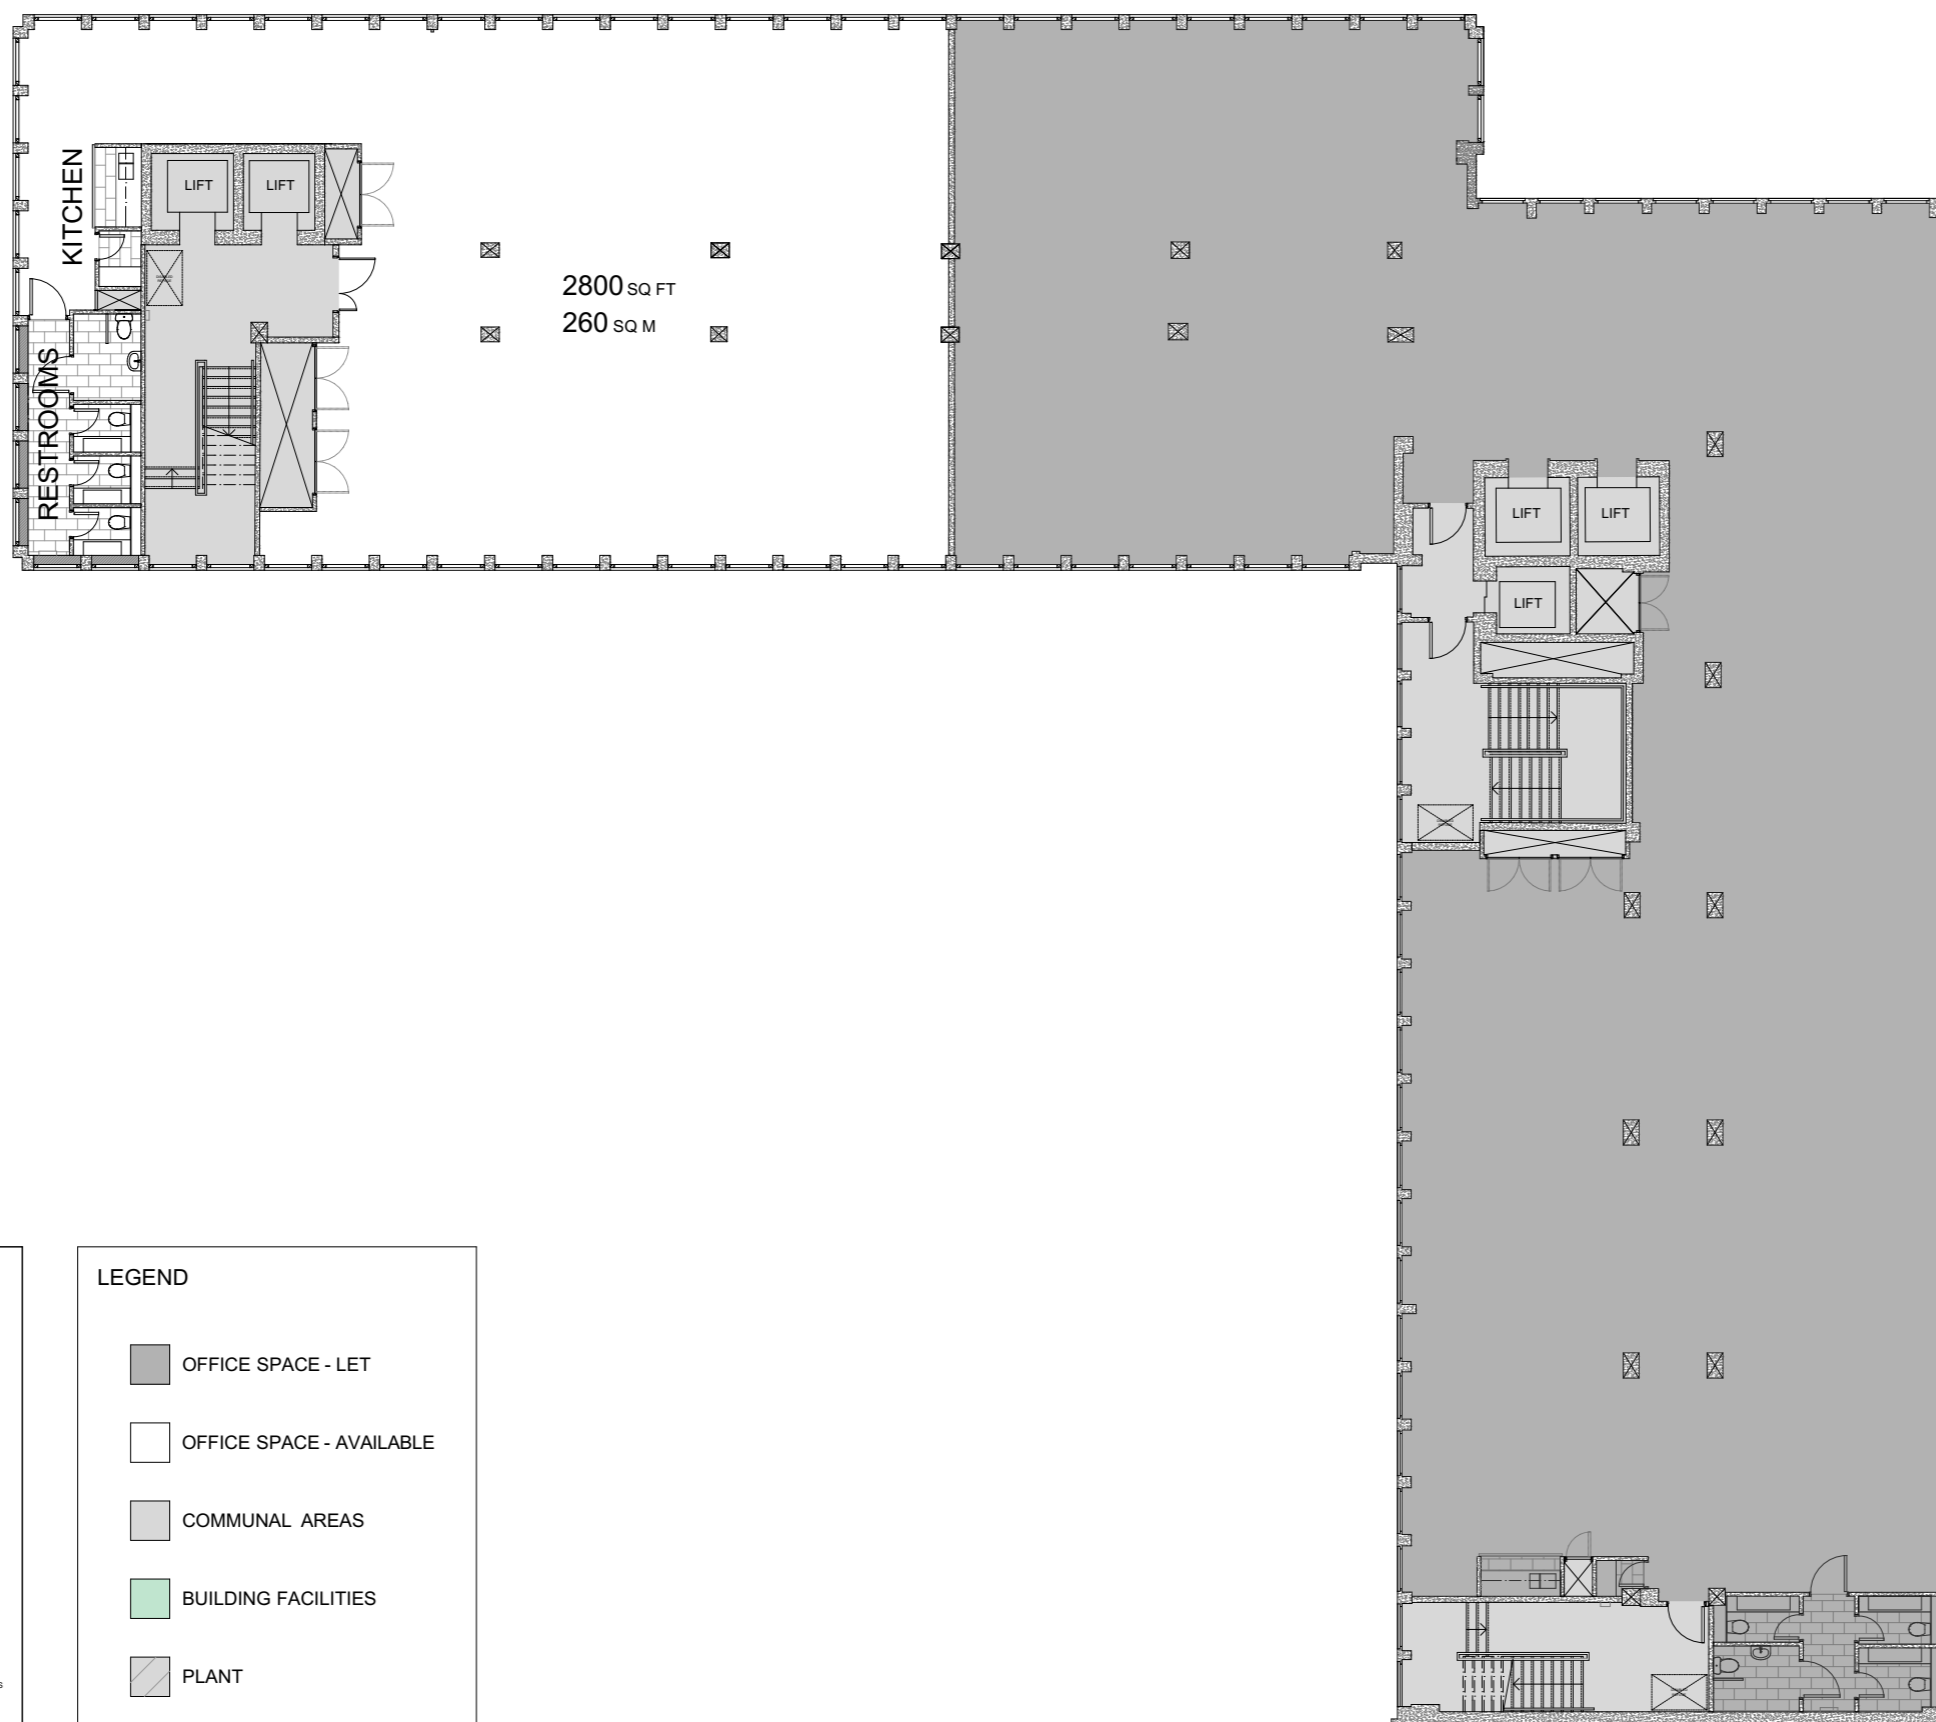 KITCHEN
LIFT
LIFT
2800 SQ FT
260 SQ M
RESTROOMS
LIFT
LIFT
LIFT
LEGEND
OFFICE SPACE - LET
OFFICE SPACE - AVAILABLE
COMMUNAL AREAS
BUILDING FACILITIES
PLANT